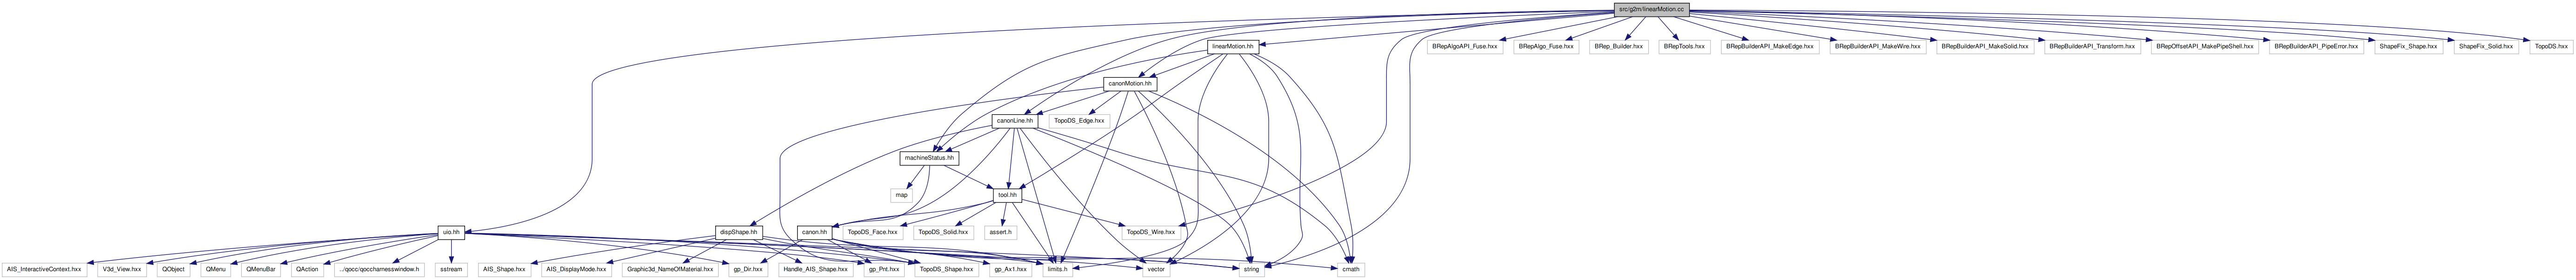 src/g2m/linearMotion.cc
linearMotion.hh
BRepAlgoAPI_Fuse.hxx
BRepAlgo_Fuse.hxx
BRep_Builder.hxx
BRepTools.hxx
BRepBuilderAPI_MakeEdge.hxx
BRepBuilderAPI_MakeWire.hxx
BRepBuilderAPI_MakeSolid.hxx
BRepBuilderAPI_Transform.hxx
BRepOffsetAPI_MakePipeShell.hxx
BRepBuilderAPI_PipeError.hxx
ShapeFix_Shape.hxx
ShapeFix_Solid.hxx
TopoDS.hxx
canonMotion.hh
canonLine.hh
TopoDS_Edge.hxx
machineStatus.hh
map
tool.hh
uio.hh
dispShape.hh
canon.hh
TopoDS_Face.hxx
TopoDS_Solid.hxx
assert.h
TopoDS_Wire.hxx
AIS_InteractiveContext.hxx
V3d_View.hxx
QObject
QMenu
QMenuBar
QAction
../qocc/qoccharnesswindow.h
sstream
AIS_Shape.hxx
AIS_DisplayMode.hxx
Graphic3d_NameOfMaterial.hxx
gp_Dir.hxx
Handle_AIS_Shape.hxx
gp_Pnt.hxx
TopoDS_Shape.hxx
gp_Ax1.hxx
limits.h
vector
string
cmath